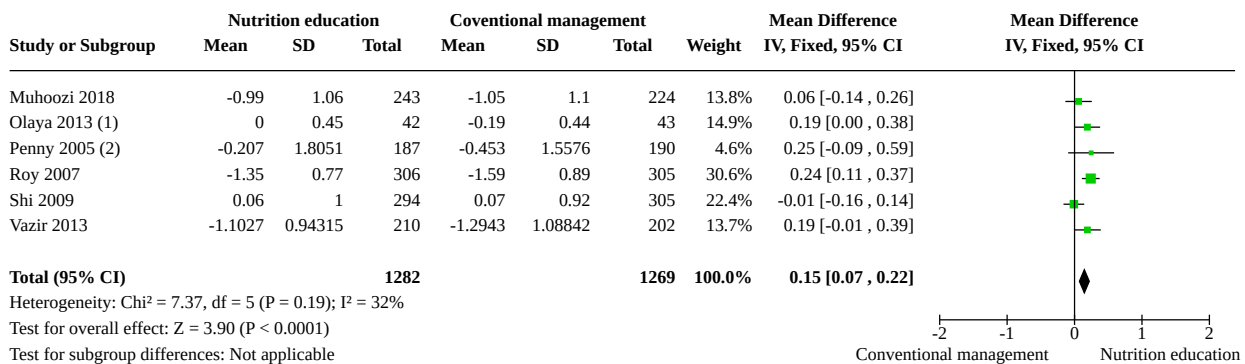 Nutrition education Coventional management Mean Difference Mean Difference
Study or Subgroup Mean SD Total Mean SD Total Weight IV, Fixed, 95% CI IV, Fixed, 95% CI
Muhoozi 2018 -0.99 1.06 243 -1.05 1.1 224 13.8% 0.06 [-0.14 , 0.26]
Olaya 2013 (1) 0 0.45 42 -0.19 0.44 43 14.9% 0.19 [0.00 , 0.38]
Penny 2005 (2) -0.207 1.8051 187 -0.453 1.5576 190 4.6% 0.25 [-0.09 , 0.59]
Roy 2007 -1.35 0.77 306 -1.59 0.89 305 30.6% 0.24 [0.11 , 0.37]
Shi 2009 0.06 1 294 0.07 0.92 305 22.4% -0.01 [-0.16 , 0.14]
Vazir 2013 -1.1027 0.94315 210 -1.2943 1.08842 202 13.7% 0.19 [-0.01 , 0.39]
Total (95% CI) 1282 1269 100.0% 0.15 [0.07 , 0.22]
Heterogeneity: Chi² = 7.37, df = 5 (P = 0.19); I² = 32%
Test for overall effect: Z = 3.90 (P < 0.0001) -2 -1 0 1 2
Test for subgroup differences: Not applicable Conventional management Nutrition education